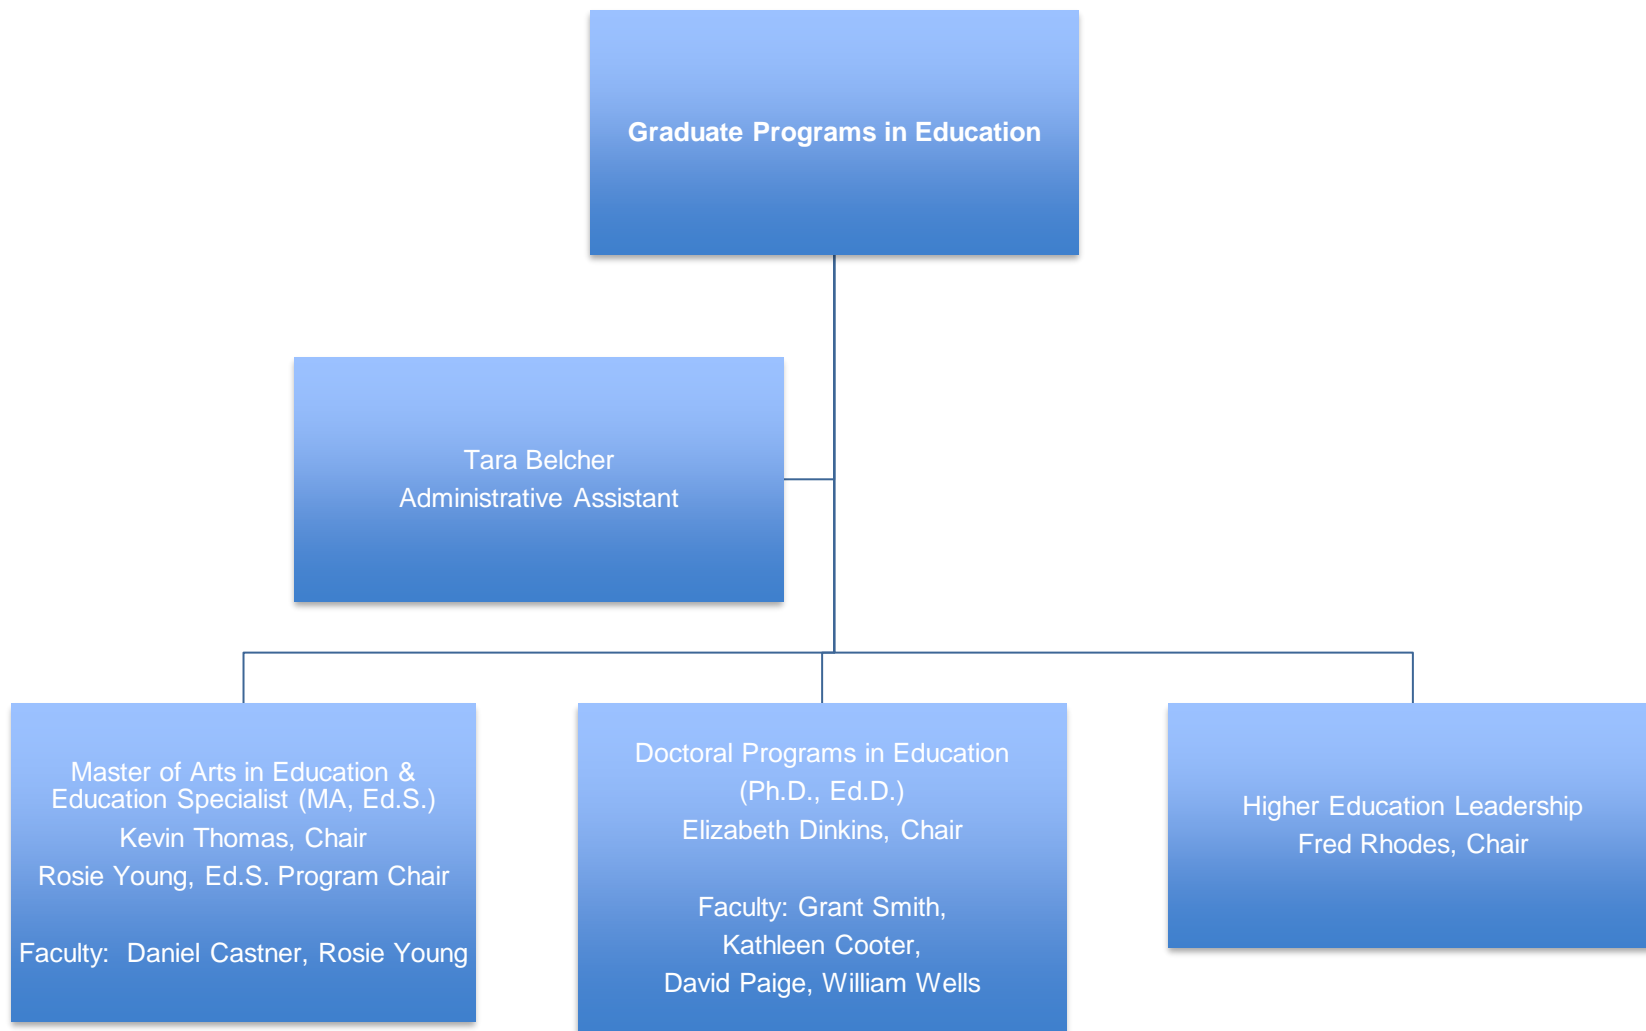 Graduate Programs in Education
Tara Belcher
Administrative Assistant
Master of Arts in Education &
Education Specialist (MA, Ed.S.)
Kevin Thomas, Chair
Rosie Young, Ed.S. Program Chair
Faculty: Daniel Castner, Rosie Young
Doctoral Programs in Education
(Ph.D., Ed.D.)
Elizabeth Dinkins, Chair
Faculty: Grant Smith,
Kathleen Cooter,
David Paige, William Wells
Higher Education Leadership
Fred Rhodes, Chair